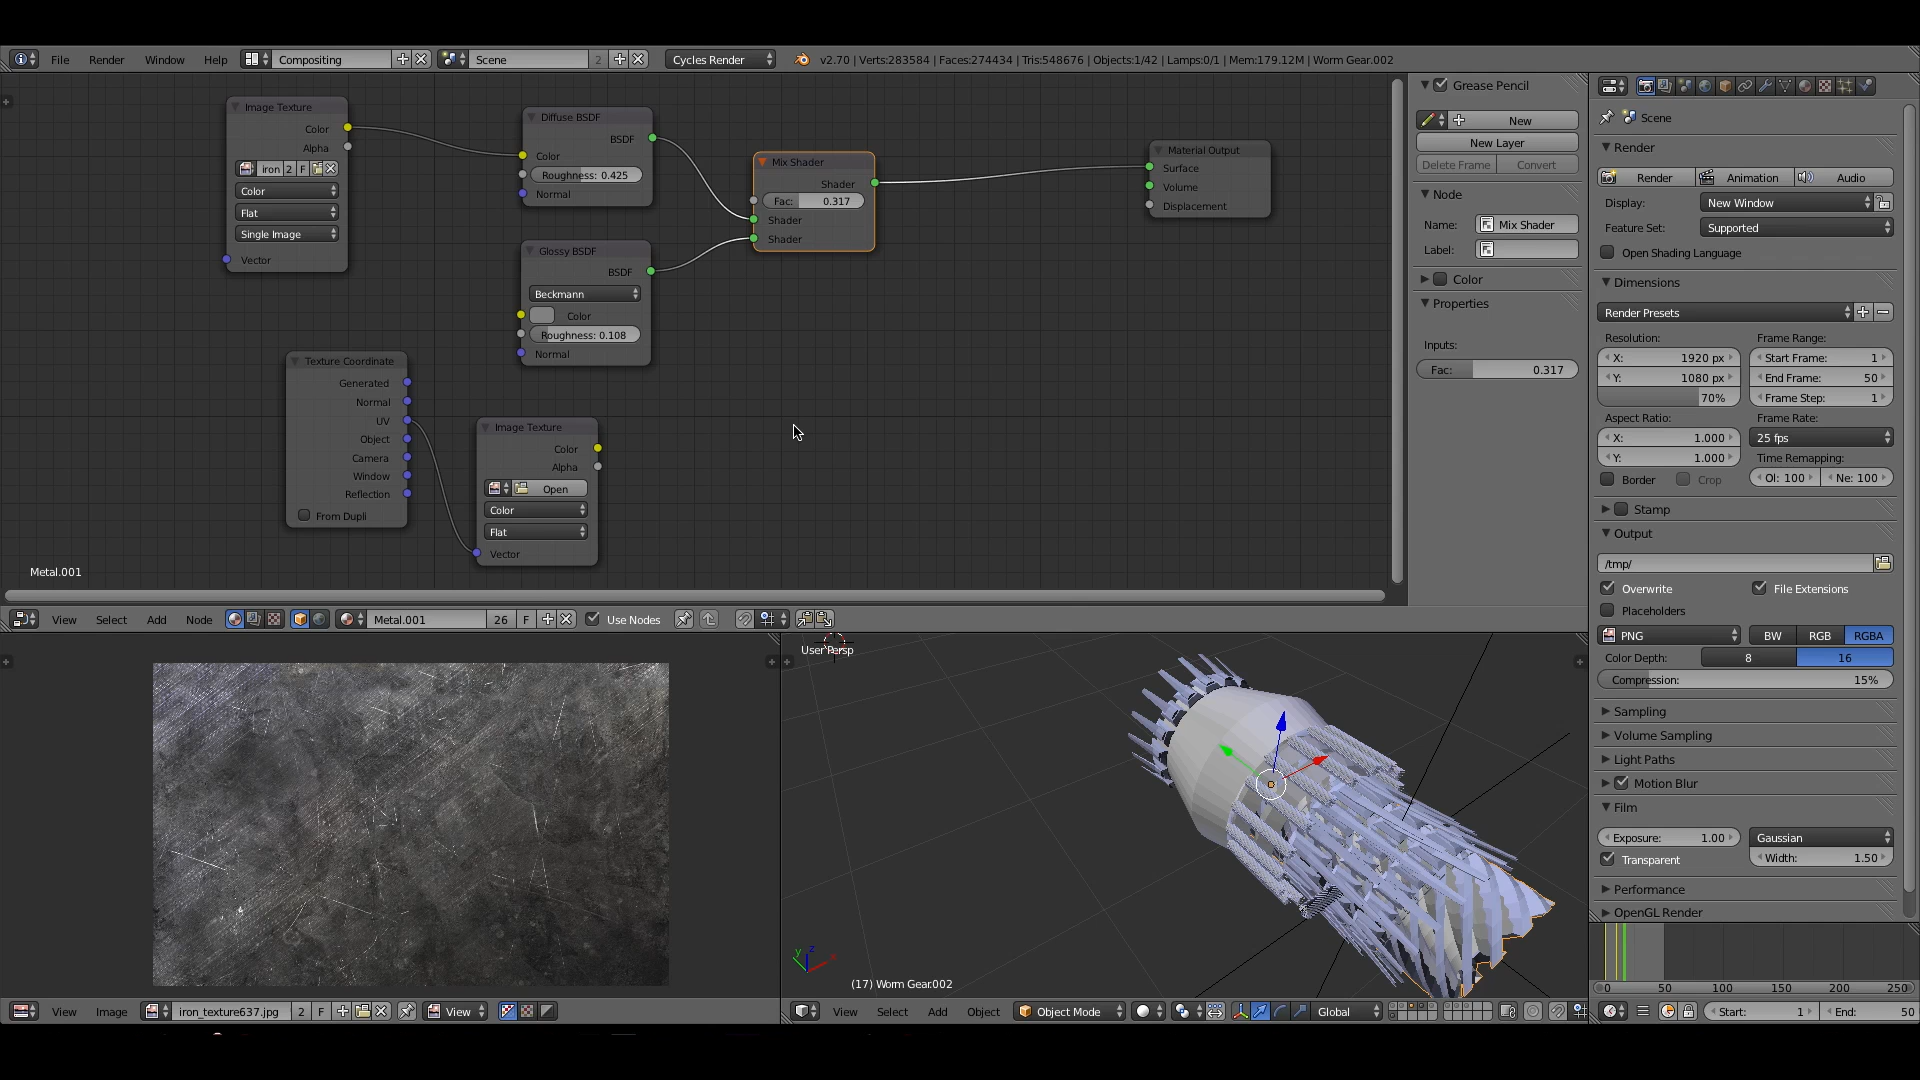 File Render Window Help Compositing Scene 2 Cycles Render v2.70 | Verts:283584 | Faces:274434 | Tris:548676 | Objects:1/42 | Lamps:0/1 | Mem:179.12M | Worm Gear.002
Image Texture
Color
Alpha
iron 2 F
Color
Flat
Single Image
Vector
Diffuse BSDF
BSDF
Color
Roughness: 0.425
Normal
Glossy BSDF
BSDF
Beckmann
Color
Roughness: 0.108
Normal
Mix Shader
Shader
Fac: 0.317
Shader
Shader
Material Output
Surface
Volume
Displacement
Texture Coordinate
Generated
Normal
UV
Object
Camera
Window
Reflection
From Dupli
Image Texture
Color
Alpha
Open
Color
Flat
Vector
Metal.001
View Select Add Node Metal.001 26 F Use Nodes
Grease Pencil
New
New Layer
Delete Frame Convert
Node
Name: Mix Shader
Label:
Color
Properties
Inputs:
Fac: 0.317
Scene
Render
Render Animation Audio
Display: New Window
Feature Set: Supported
Open Shading Language
Dimensions
Render Presets
Resolution: Frame Range:
X: 1920 px Start Frame: 1
Y: 1080 px End Frame: 50
70% Frame Step: 1
Aspect Ratio: Frame Rate:
X: 1.000 25 fps
Y: 1.000 Time Remapping:
Border Crop Ol: 100 Ne: 100
Stamp
Output
/tmp/
Overwrite File Extensions
Placeholders
PNG BW RGB RGBA
Color Depth: 8 16
Compression: 15%
Sampling
Volume Sampling
Light Paths
Motion Blur
Film
Exposure: 1.00 Gaussian
Transparent Width: 1.50
Performance
OpenGL Render
0 50 100 150 200 250
Start: 1 End: 50
User Persp
z
y
x
(17) Worm Gear.002
View Image iron_texture637.jpg 2 F View
View Select Add Object Object Mode Global